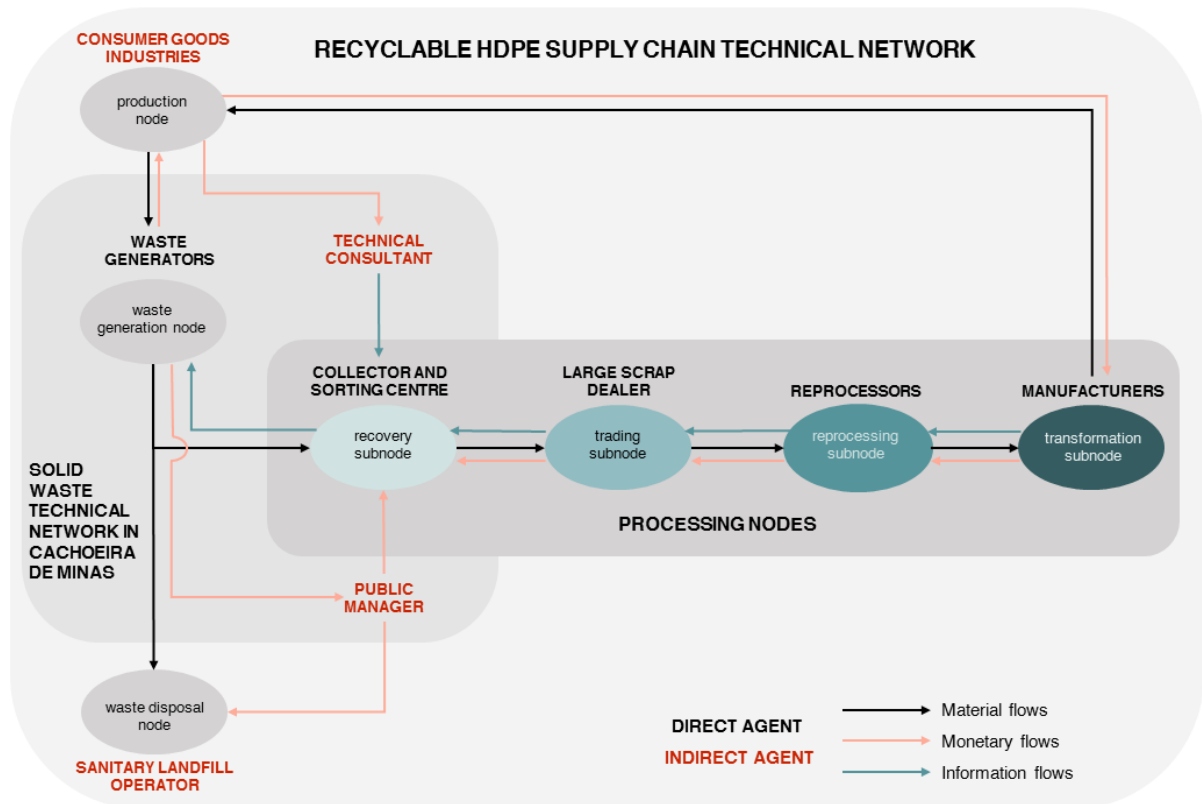 CONSUMER GOODS
INDUSTRIES
RECYCLABLE HDPE SUPPLY CHAIN TECHNICAL NETWORK
production
node
WASTE
GENERATORS
TECHNICAL
CONSULTANT
waste
generation node
COLLECTOR AND
SORTING CENTRE
LARGE SCRAP
DEALER
REPROCESSORS
MANUFACTURERS
recovery
subnode
trading
subnode
reprocessing
subnode
transformation
subnode
SOLID
WASTE
TECHNICAL
NETWORK IN
CACHOEIRA
DE MINAS
PROCESSING NODES
PUBLIC
MANAGER
waste disposal
node
SANITARY LANDFILL
OPERATOR
DIRECT AGENT
INDIRECT AGENT
Material flows
Monetary flows
Information flows